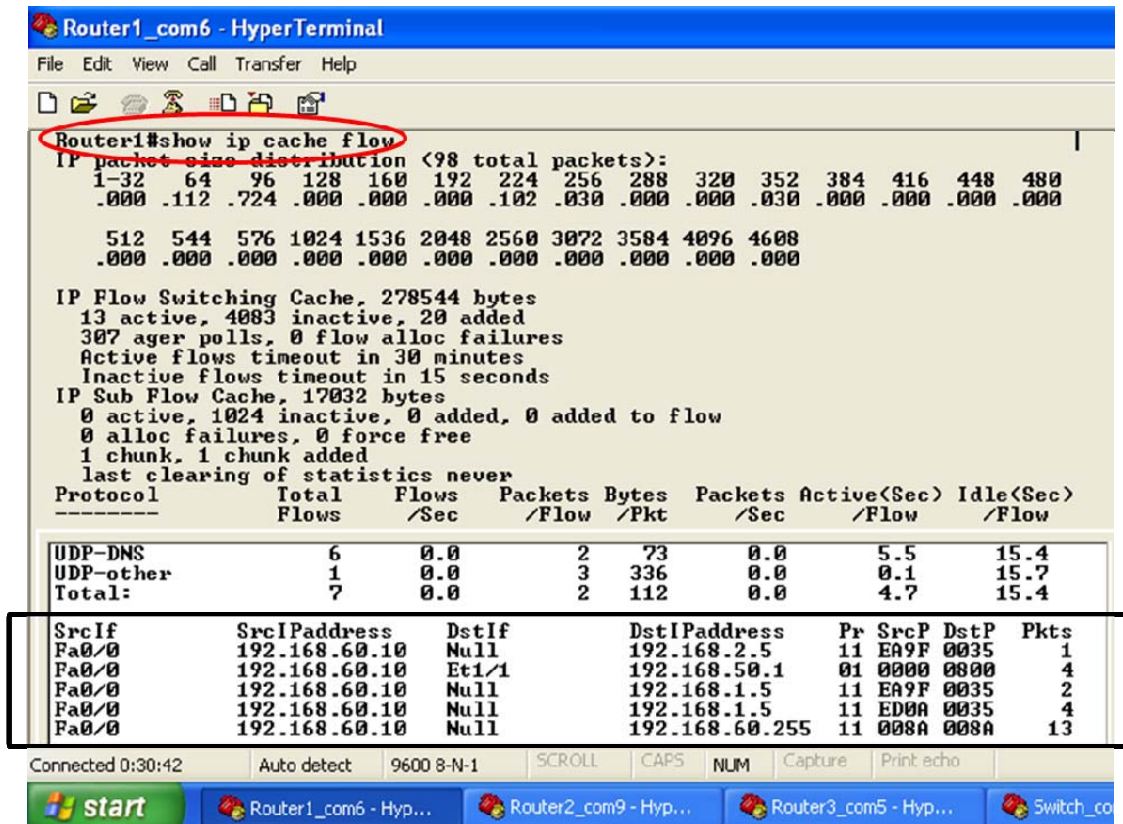 Router1_com6 - HyperTerminal
File Edit View Call Transfer Help
Router1#show ip cache flow
IP packet size distribution (98 total packets):
1-32 64 96 128 160 192 224 256 288 320 352 384 416 448 480
.000 .112 .724 .000 .000 .000 .102 .030 .000 .000 .030 .000 .000 .000 .000
512 544 576 1024 1536 2048 2560 3072 3584 4096 4608
.000 .000 .000 .000 .000 .000 .000 .000 .000 .000 .000
IP Flow Switching Cache, 278544 bytes
13 active, 4083 inactive, 20 added
307 ager polls, 0 flow alloc failures
Active flows timeout in 30 minutes
Inactive flows timeout in 15 seconds
IP Sub Flow Cache, 17032 bytes
0 active, 1024 inactive, 0 added, 0 added to flow
0 alloc failures, 0 force free
1 chunk, 1 chunk added
last clearing of statistics never
Protocol Total Flows Packets Bytes Packets Active(Sec) Idle(Sec)
-------- Flows /Sec /Flow /Pkt /Sec /Flow /Flow
UDP-DNS 6 0.0 2 73 0.0 5.5 15.4
UDP-other 1 0.0 3 336 0.0 0.1 15.7
Total: 7 0.0 2 112 0.0 4.7 15.4
SrcIf SrcIPaddress DstIf DstIPaddress Pr SrcP DstP Pkts
Fa0/0 192.168.60.10 Null 192.168.2.5 11 EA9F 0035 1
Fa0/0 192.168.60.10 Et1/1 192.168.50.1 01 0000 0800 4
Fa0/0 192.168.60.10 Null 192.168.1.5 11 EA9F 0035 2
Fa0/0 192.168.60.10 Null 192.168.1.5 11 ED0A 0035 4
Fa0/0 192.168.60.10 Null 192.168.60.255 11 008A 008A 13
Connected 0:30:42 Auto detect 9600 8-N-1 SCROLL CAPS NUM Capture Print echo
start Router1_com6 - Hyp... Router2_com9 - Hyp... Router3_com5 - Hyp... Switch_co